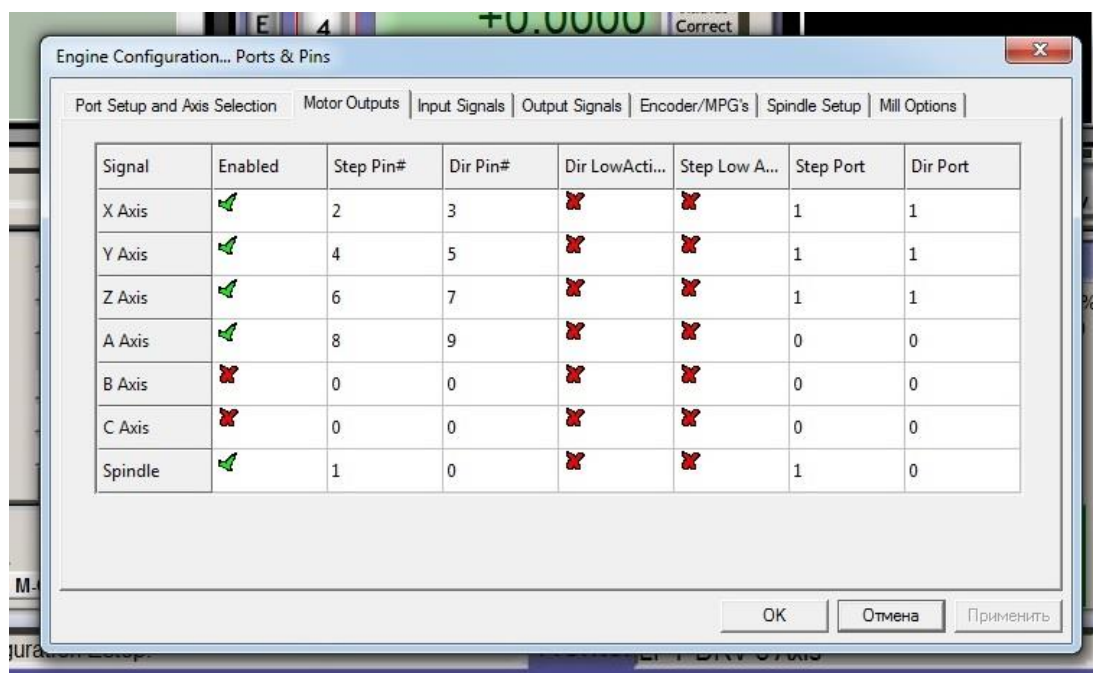 E 4 +0.0000 Correct
Engine Configuration... Ports & Pins
Port Setup and Axis Selection Motor Outputs Input Signals Output Signals Encoder/MPG's Spindle Setup Mill Options
Signal Enabled Step Pin# Dir Pin# Dir LowActi... Step Low A... Step Port Dir Port
X Axis 2 3 1 1
Y Axis 4 5 1 1
Z Axis 6 7 1 1
A Axis 8 9 0 0
B Axis 0 0 0 0
C Axis 0 0 0 0
Spindle 1 0 1 0
OK Отмена Применить